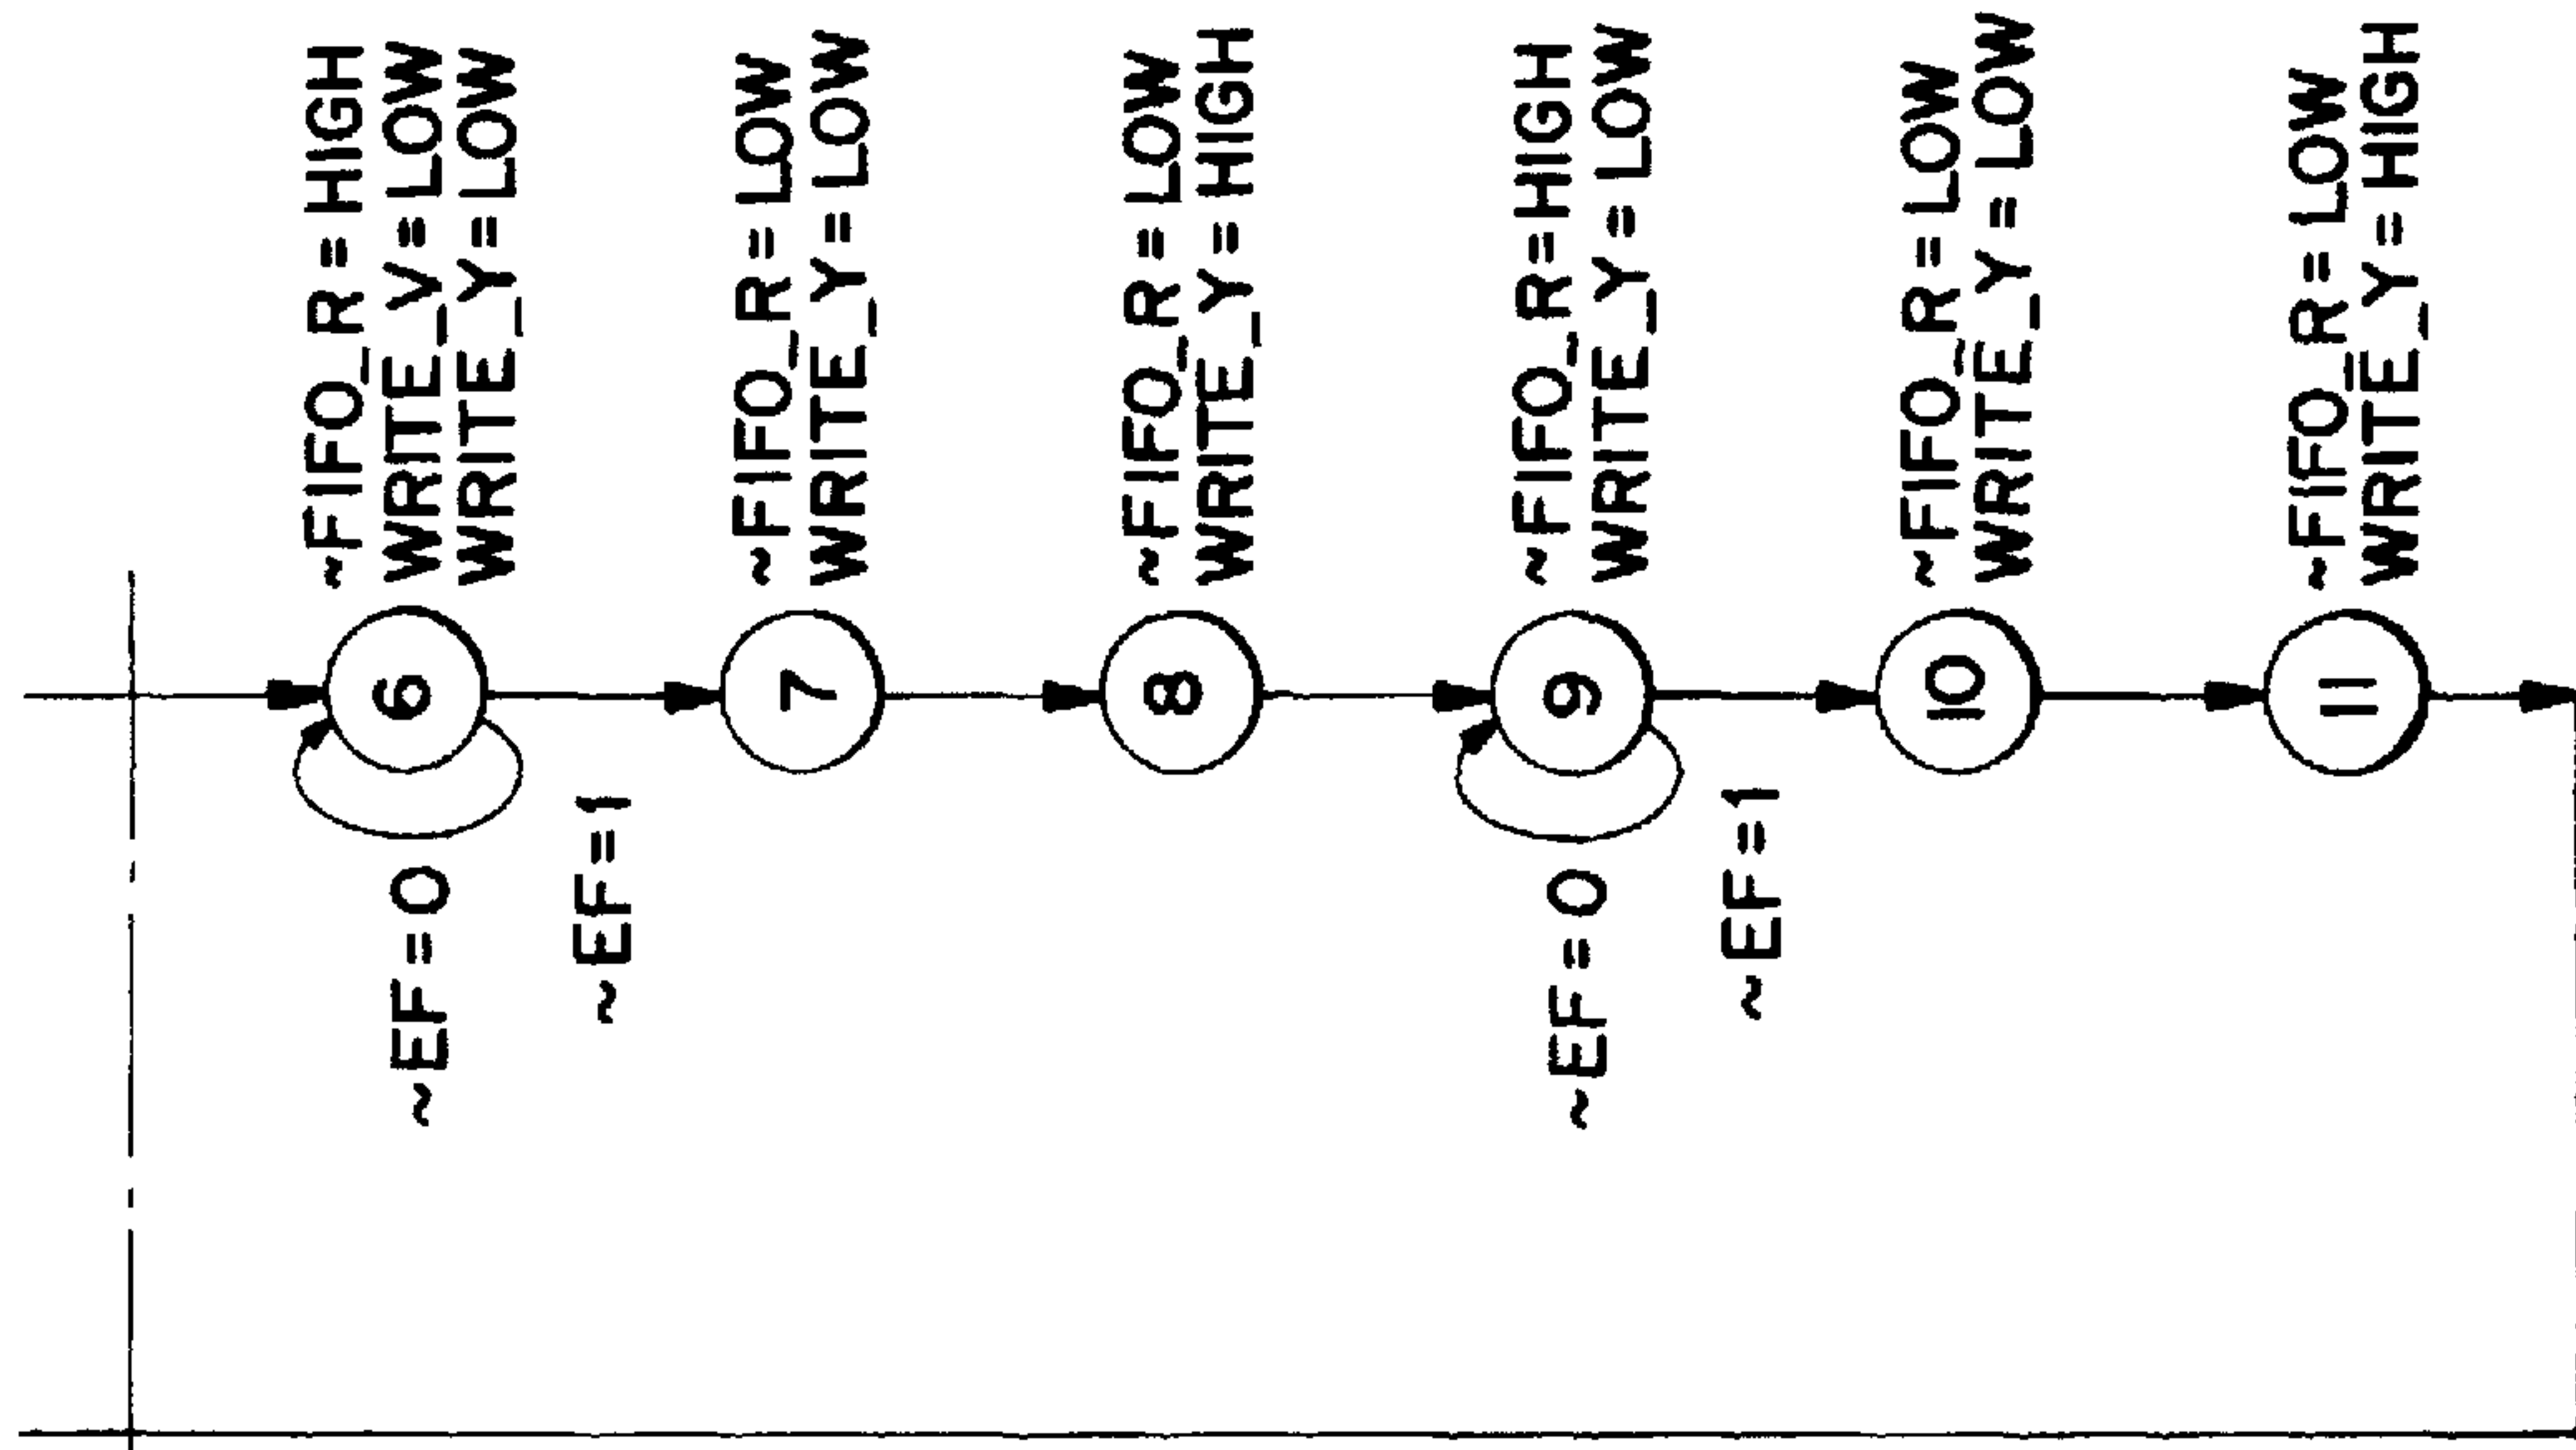 ~FIFO_R = HIGH
WRITE_V = LOW
WRITE_Y = LOW
6
~EF = 0
~EF = 1
~FIFO_R = LOW
WRITE_Y = LOW
7
~FIFO_R = LOW
WRITE_Y = HIGH
8
~FIFO_R = HIGH
WRITE_Y = LOW
9
~EF = 0
~EF = 1
~FIFO_R = LOW
WRITE_Y = LOW
10
~FIFO_R = LOW
WRITE_Y = HIGH
11